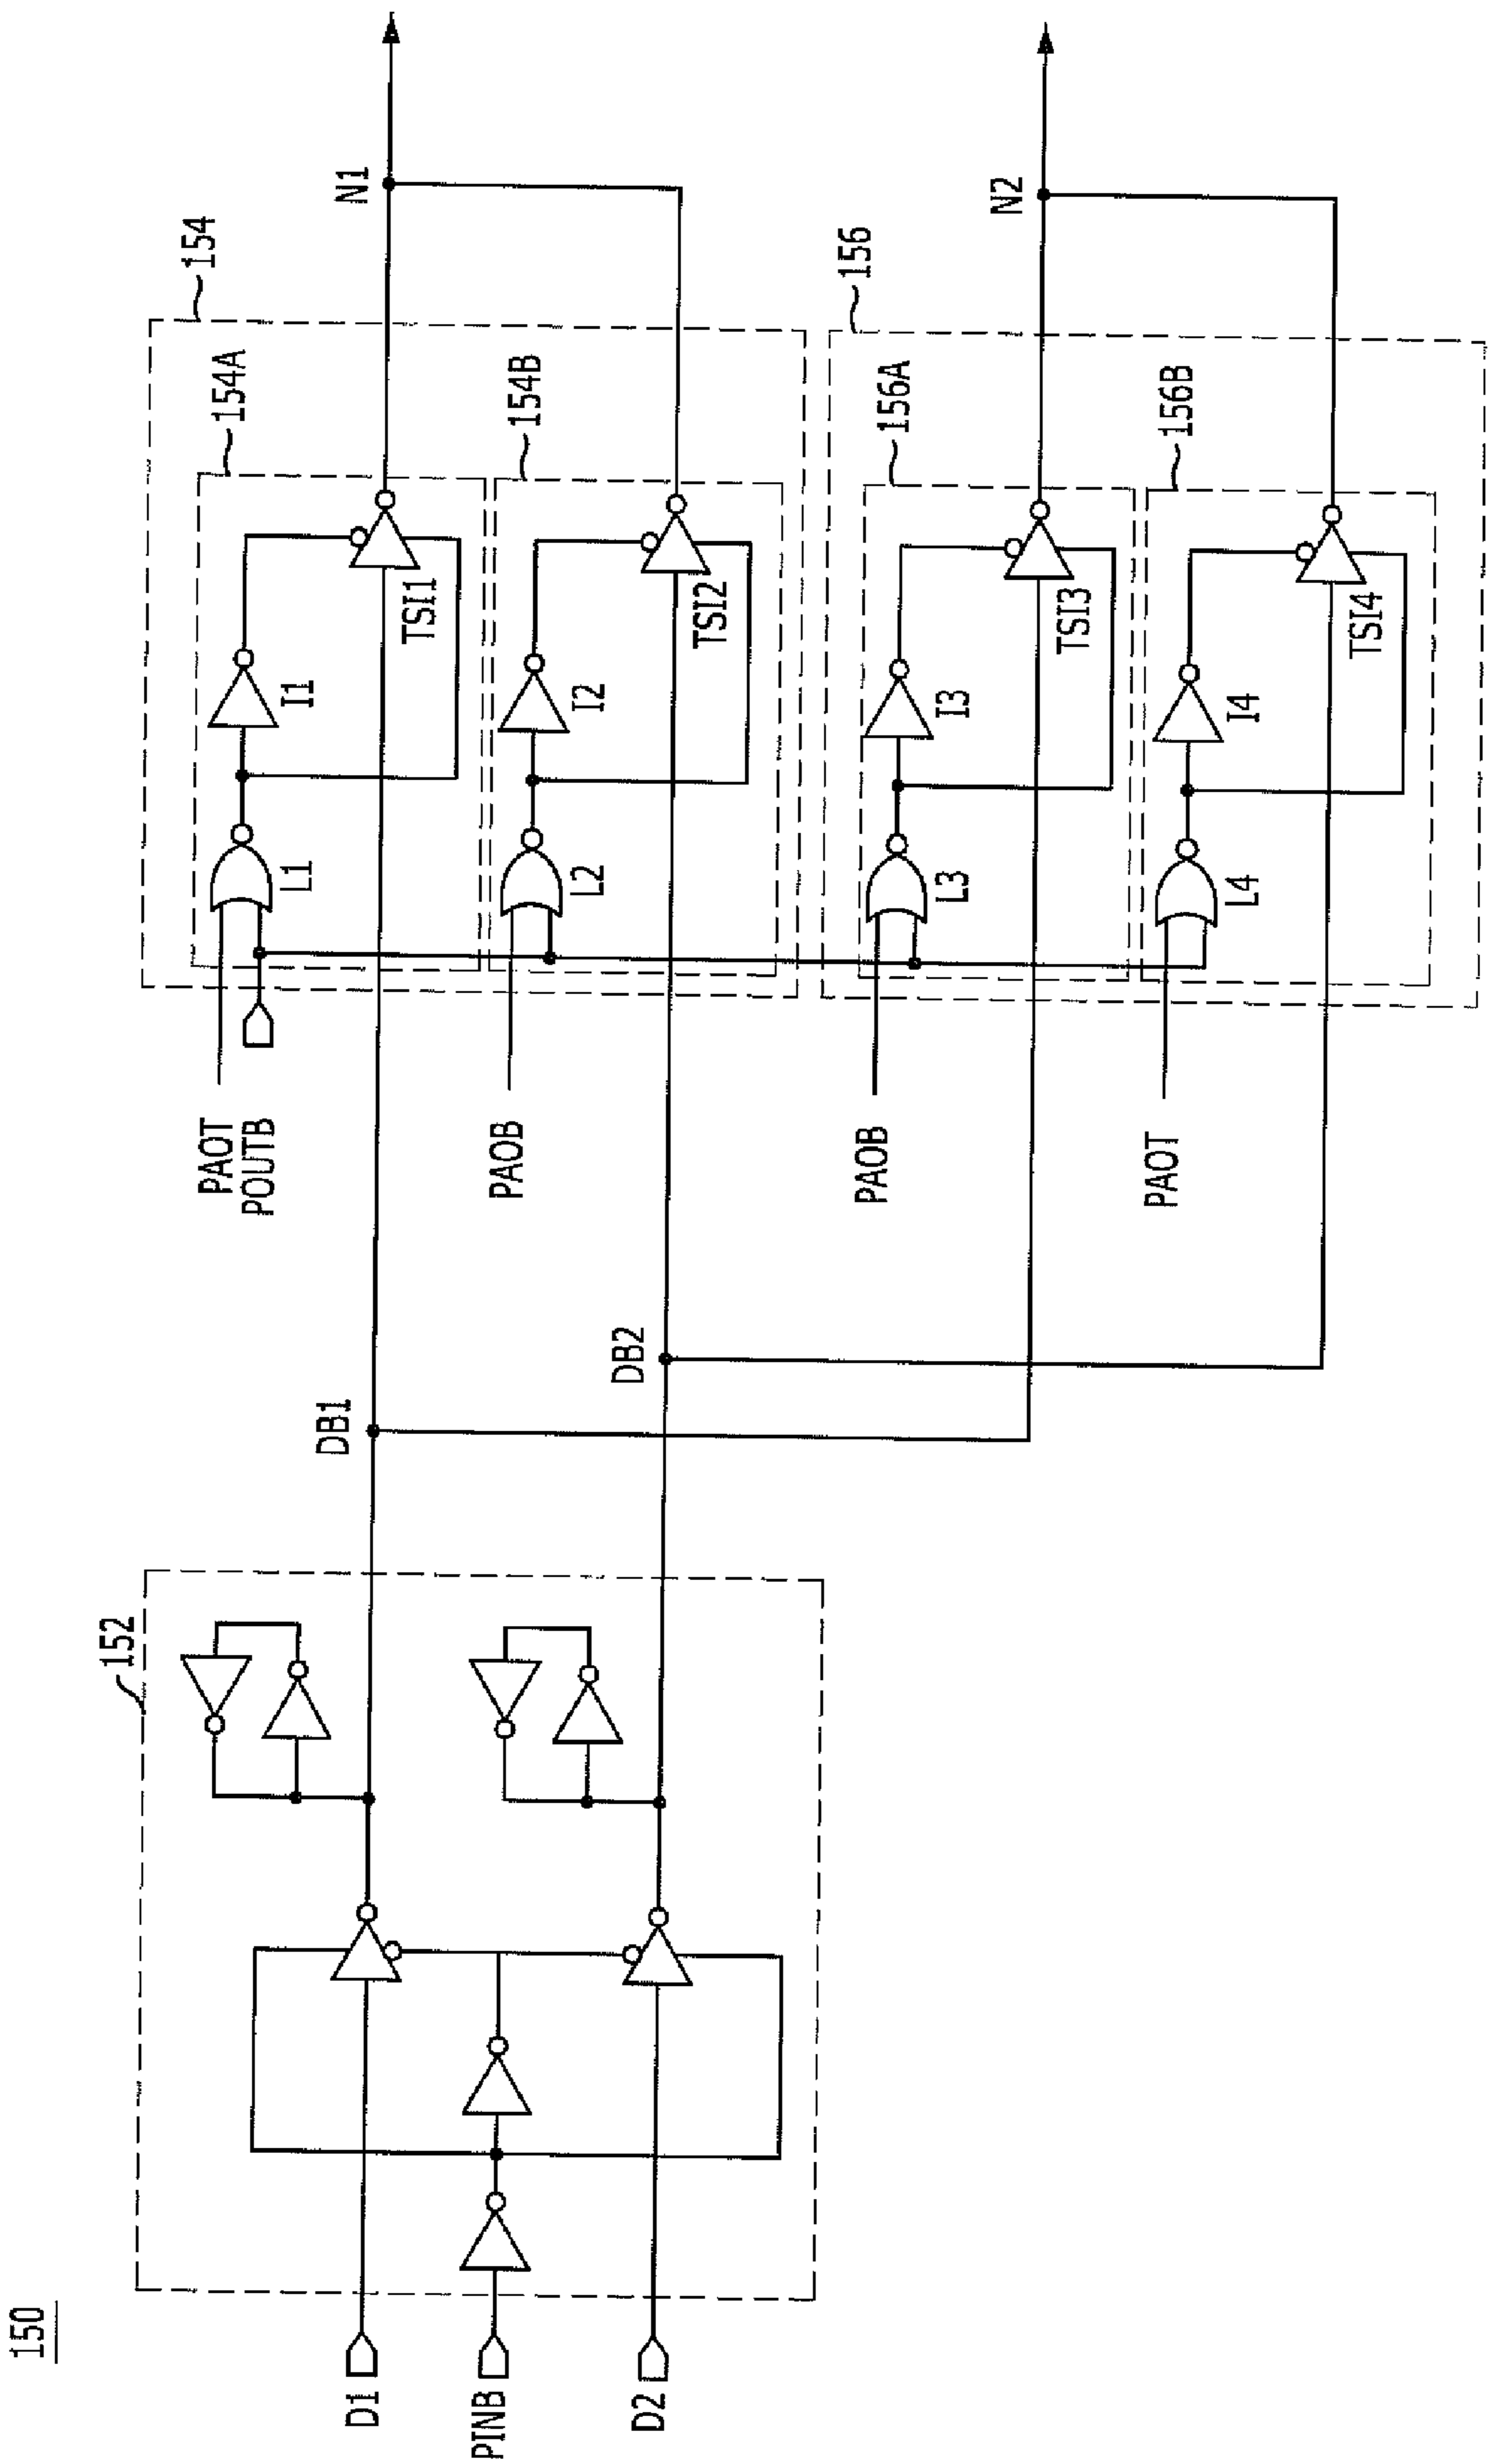 150
152
D1
PINB
D2
DB1
DB2
154
154A
PAOT
POUTB
L1
I1
TSI1
N1
154B
PAOB
L2
I2
TSI2
156
156A
PAOB
L3
I3
TSI3
N2
156B
PAOT
L4
I4
TSI4